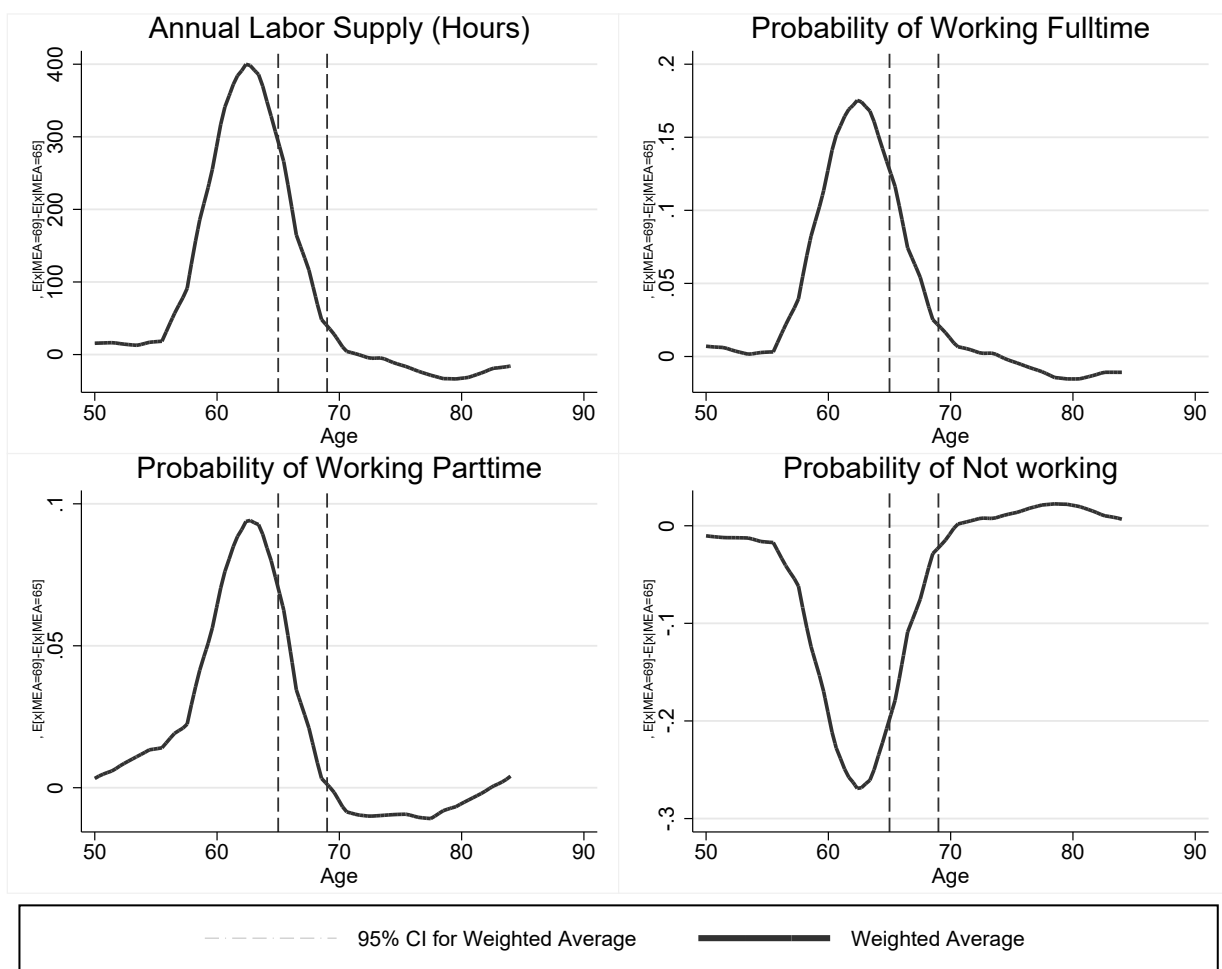 Annual Labor Supply (Hours)
, E[x|MEA=69]-E[x|MEA=65]
400
300
200
100
0
50 60 70 80 90
Age
Probability of Working Fulltime
, E[x|MEA=69]-E[x|MEA=65]
.2
.15
.1
.05
0
50 60 70 80 90
Age
Probability of Working Parttime
, E[x|MEA=69]-E[x|MEA=65]
.1
.05
0
50 60 70 80 90
Age
Probability of Not working
, E[x|MEA=69]-E[x|MEA=65]
0
-.1
-.2
-.3
50 60 70 80 90
Age
95% CI for Weighted Average Weighted Average